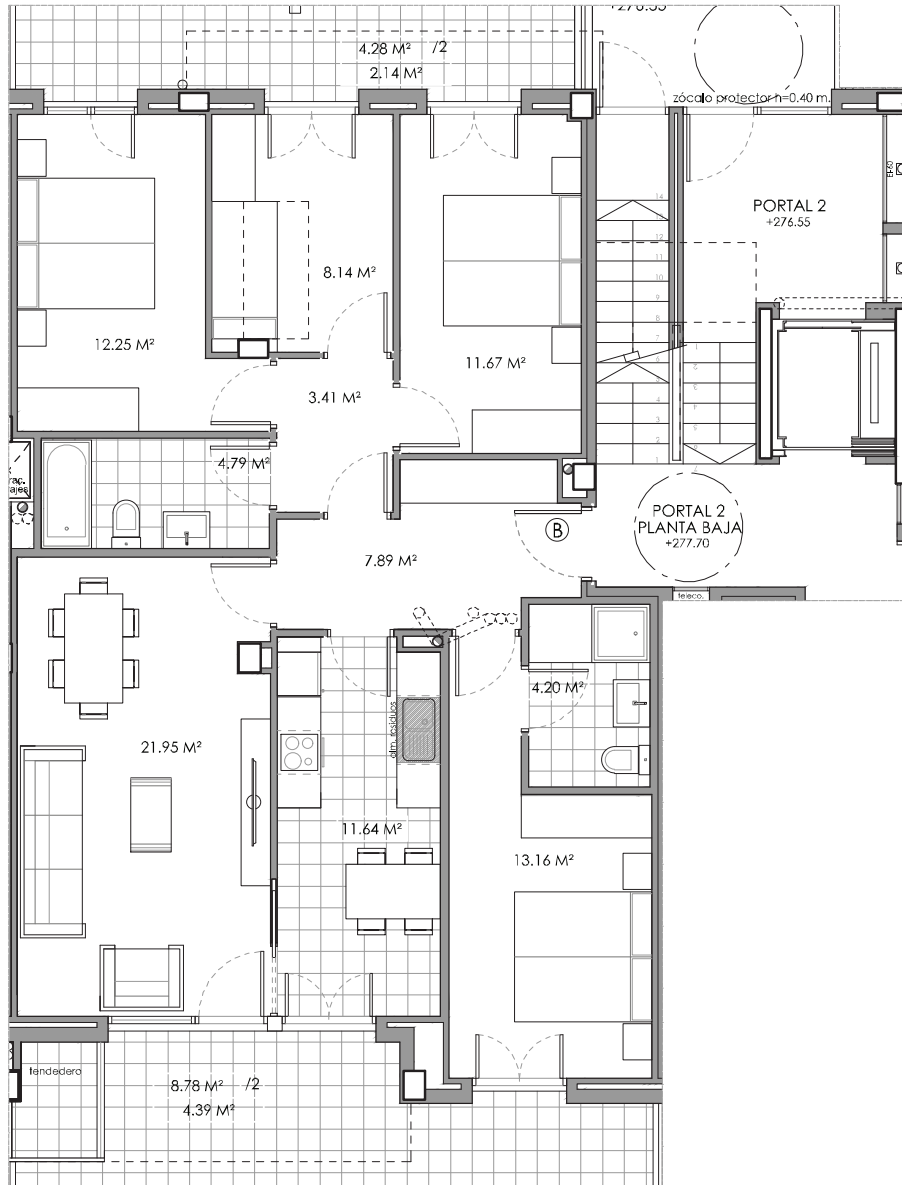 +276.55
4.28 M² /2
2.14 M²
zócalo protector h=0.40 m.
EF60
PORTAL 2
+276.55
8.14 M²
12.25 M²
11.67 M²
3.41 M²
4.79 M²
PORTAL 2
PLANTA BAJA
+277.70
B
7.89 M²
teleco.
4.20 M²
21.95 M²
11.64 M²
13.16 M²
tendedero
8.78 M² /2
4.39 M²